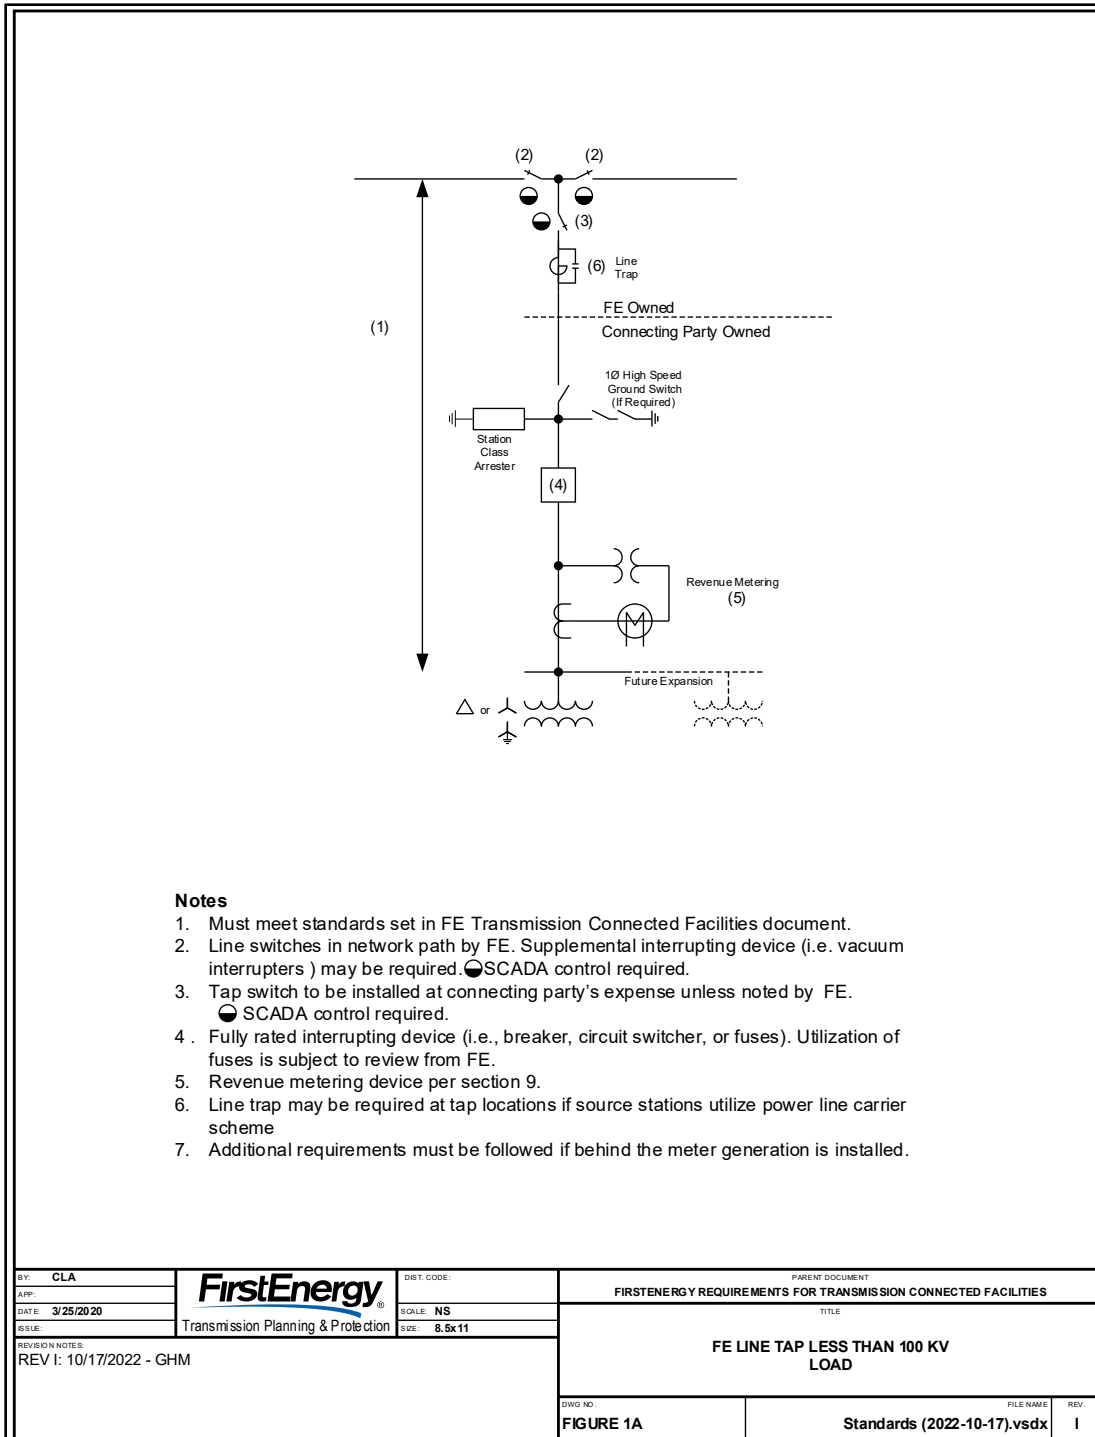 (2)
(2)
(3)
(6)
Line
Trap
FE Owned
Connecting Party Owned
(1)
1Ø High Speed
Ground Switch
(If Required)
Station
Class
Arrester
(4)
Revenue Metering
(5)
Future Expansion
or
Notes
1. Must meet standards set in FE Transmission Connected Facilities document.
2. Line switches in network path by FE. Supplemental interrupting device (i.e. vacuum
interrupters ) may be required. SCADA control required.
3. Tap switch to be installed at connecting party's expense unless noted by FE.
SCADA control required.
4 . Fully rated interrupting device (i.e., breaker, circuit switcher, or fuses). Utilization of
fuses is subject to review from FE.
5. Revenue metering device per section 9.
6. Line trap may be required at tap locations if source stations utilize power line carrier
scheme
7. Additional requirements must be followed if behind the meter generation is installed.
BY: CLA
APP:
DATE: 3/25/2020
ISSUE:
FirstEnergy®
Transmission Planning & Protection
DIST. CODE:
SCALE: NS
SIZE: 8.5x11
REVISION NOTES:
REV I: 10/17/2022 - GHM
PARENT DOCUMENT
FIRSTENERGY REQUIREMENTS FOR TRANSMISSION CONNECTED FACILITIES
TITLE
FE LINE TAP LESS THAN 100 KV
LOAD
DWG NO.
FIGURE 1A
FILE NAME
Standards (2022-10-17).vsdx
REV.
I